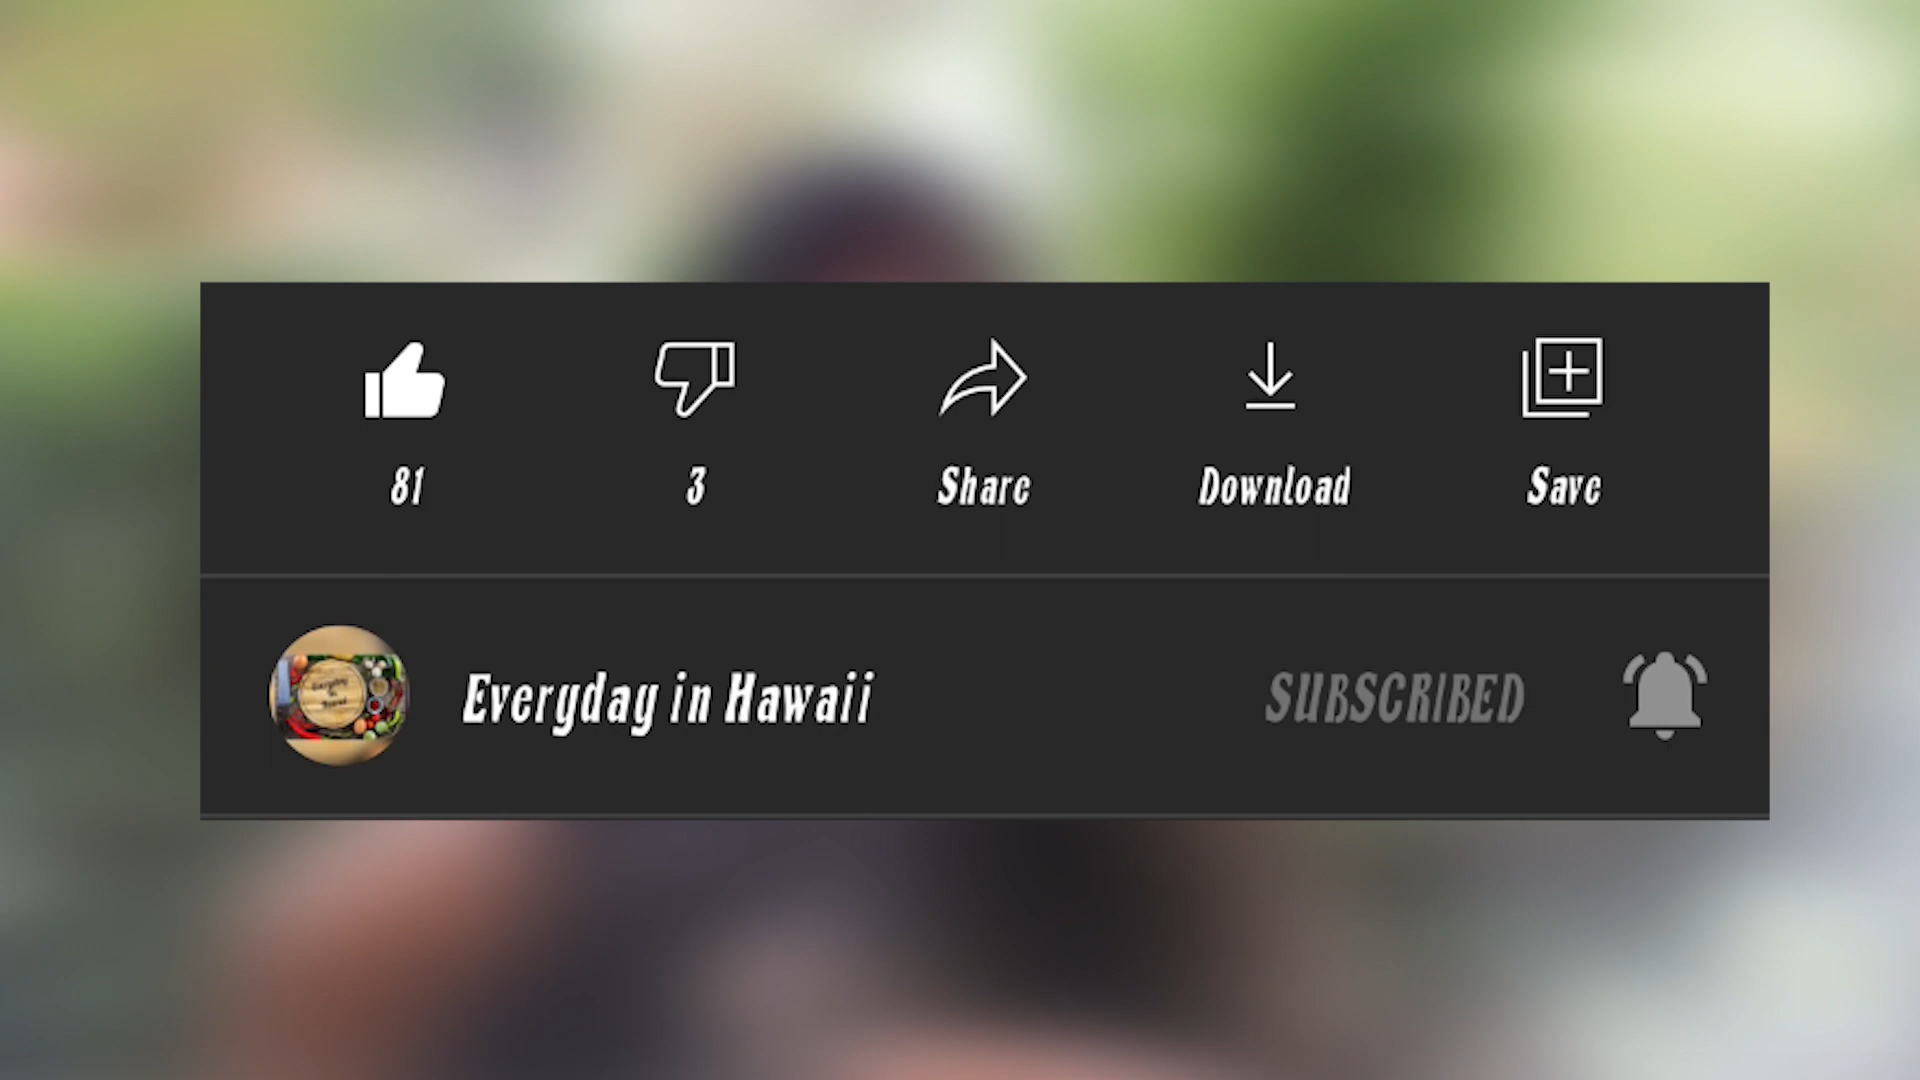 81
3
Share
Download
Save
Everyday in Hawaii
SUBSCRIBED